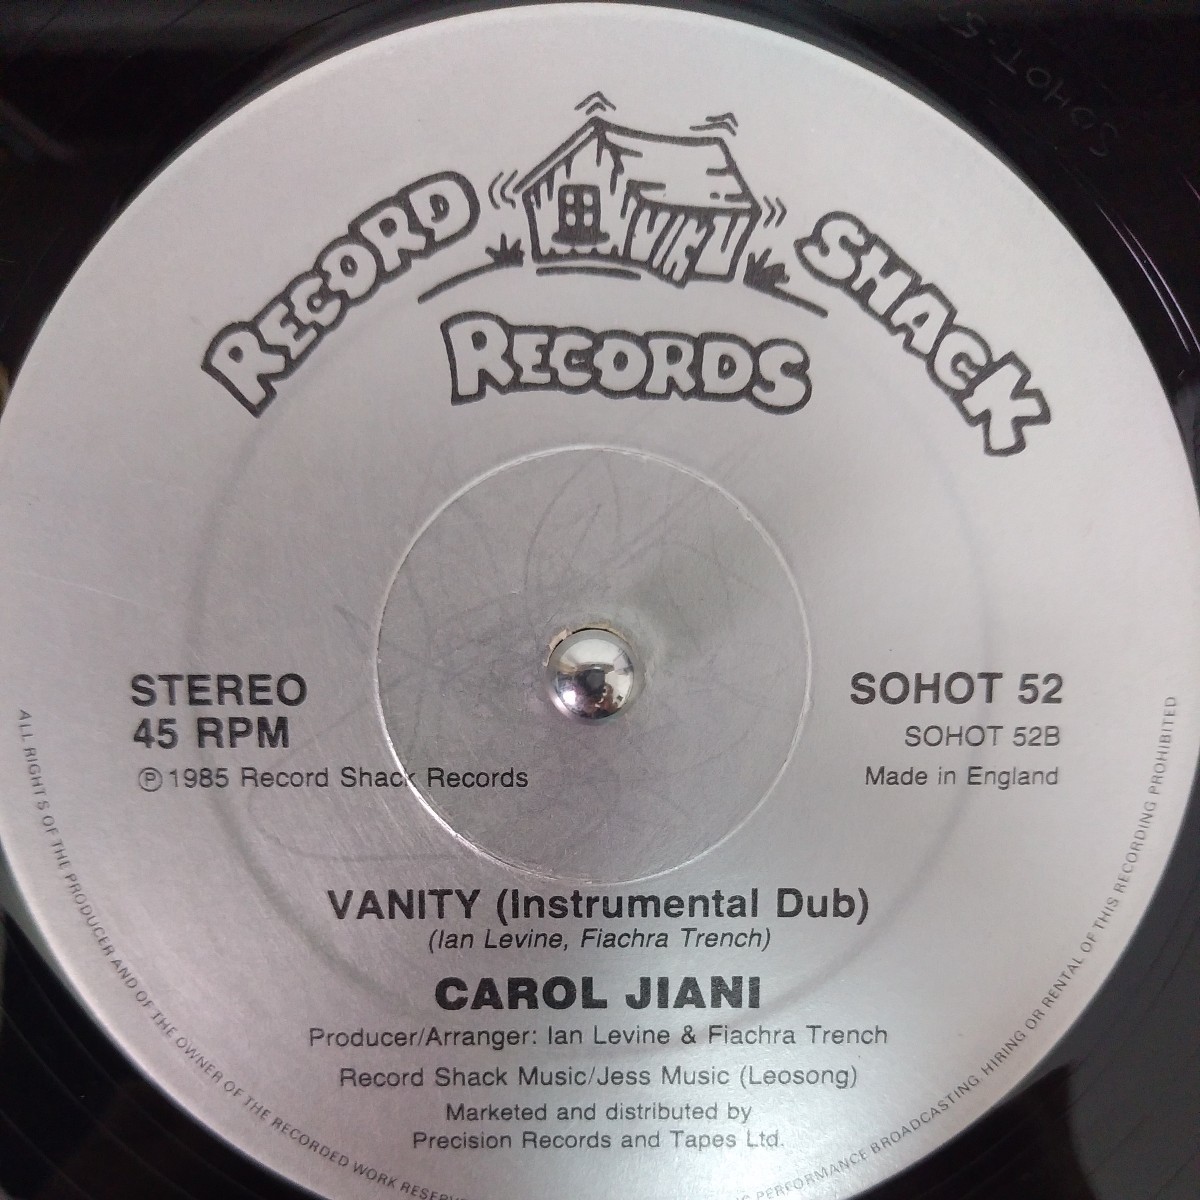 RECORD SHACK
RECORDS
STEREO
45 RPM
Ⓟ 1985 Record Shack Records
SOHOT 52
SOHOT 52B
Made in England
VANITY (Instrumental Dub)
(Ian Levine, Fiachra Trench)
CAROL JIANI
Producer/Arranger: Ian Levine & Fiachra Trench
Record Shack Music/Jess Music (Leosong)
Marketed and distributed by
Precision Records and Tapes Ltd.
ALL RIGHTS OF THE PRODUCER AND OF THE OWNER OF THE RECORDED WORK RESERVE
PERFORMANCE BROADCASTING HIRING OR RENTAL OF THIS RECORDING PROHIBITED
SOHOT-5